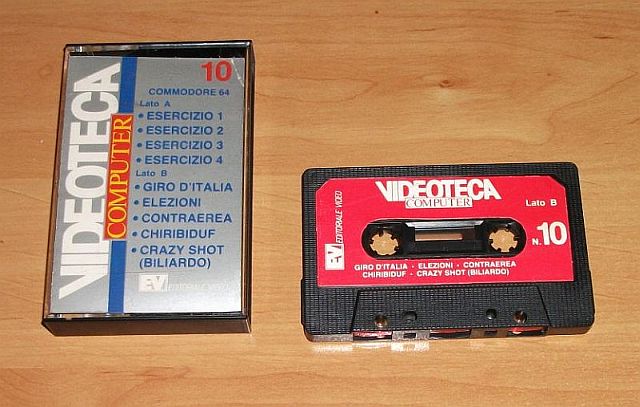 VIDEOTECA
COMPUTER
10
COMMODORE 64
Lato A
• ESERCIZIO 1
• ESERCIZIO 2
• ESERCIZIO 3
• ESERCIZIO 4
Lato B
• GIRO D'ITALIA
• ELEZIONI
• CONTRAEREA
• CHIRIBIDUF
• CRAZY SHOT
(BILIARDO)
EV EDITORIALE VIDEO
VIDEOTECA
COMPUTER
Lato B
N. 10
EV EDITORIALE VIDEO
GIRO D'ITALIA - ELEZIONI - CONTRAEREA
CHIRIBIDUF - CRAZY SHOT (BILIARDO)